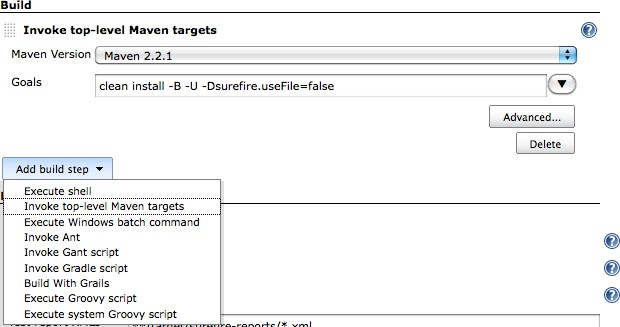 Build
Invoke top-level Maven targets
Maven Version Maven 2.2.1
Goals clean install -B -U -Dsurefire.useFile=false
Advanced...
Delete
Add build step
Execute shell
Invoke top-level Maven targets
Execute Windows batch command
Invoke Ant
Invoke Gant script
Invoke Gradle script
Build With Grails
Execute Groovy script
Execute system Groovy script